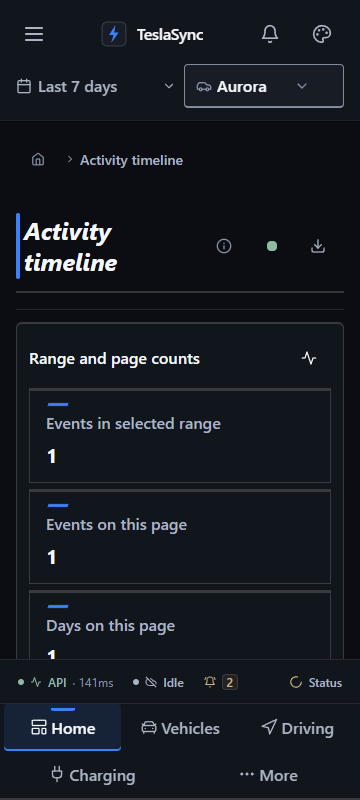 TeslaSync
Last 7 days
Aurora
Activity timeline
Activity
timeline
Range and page counts
Events in selected range
1
Events on this page
1
Days on this page
1
API · 141ms
Idle
2
Status
Home
Vehicles
Driving
Charging
More